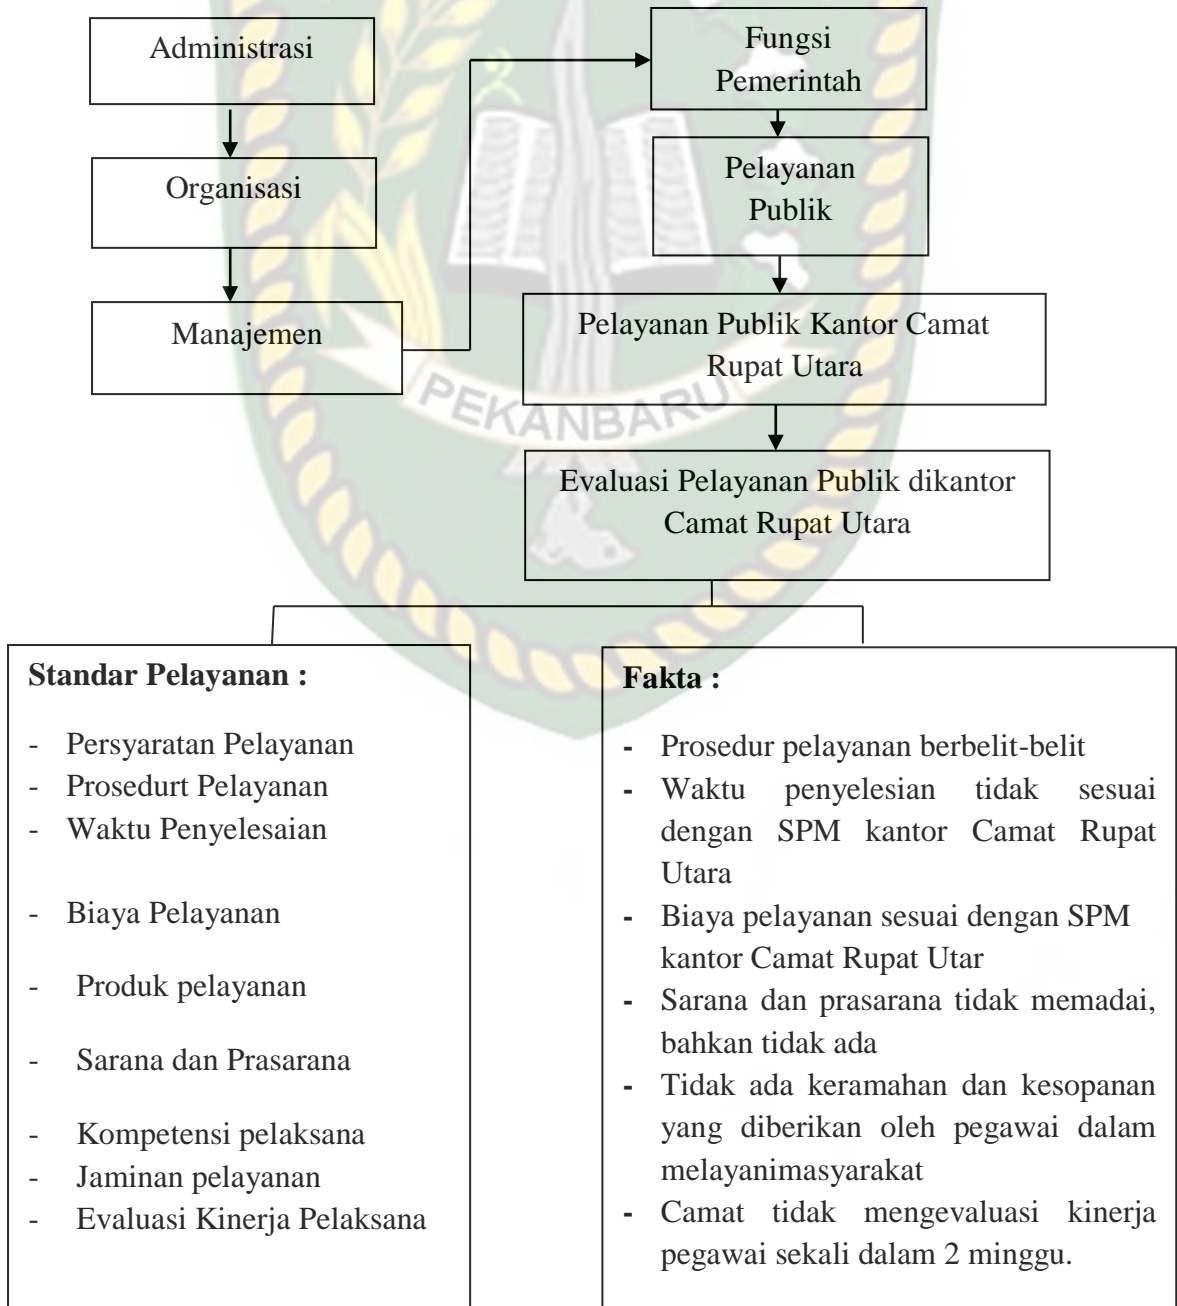 Administrasi
Organisasi
Manajemen
Fungsi
Pemerintah
Pelayanan
Publik
Pelayanan Publik Kantor Camat
Rupat Utara
Evaluasi Pelayanan Publik dikantor
Camat Rupat Utara
PEKANBARU
Standar Pelayanan :
- Persyaratan Pelayanan
- Prosedurt Pelayanan
- Waktu Penyelesaian
- Biaya Pelayanan
- Produk pelayanan
- Sarana dan Prasarana
- Kompetensi pelaksana
- Jaminan pelayanan
- Evaluasi Kinerja Pelaksana
Fakta :
- Prosedur pelayanan berbelit-belit
- Waktu penyelesian tidak sesuai
dengan SPM kantor Camat Rupat
Utara
- Biaya pelayanan sesuai dengan SPM
kantor Camat Rupat Utar
- Sarana dan prasarana tidak memadai,
bahkan tidak ada
- Tidak ada keramahan dan kesopanan
yang diberikan oleh pegawai dalam
melayanimasyarakat
- Camat tidak mengevaluasi kinerja
pegawai sekali dalam 2 minggu.